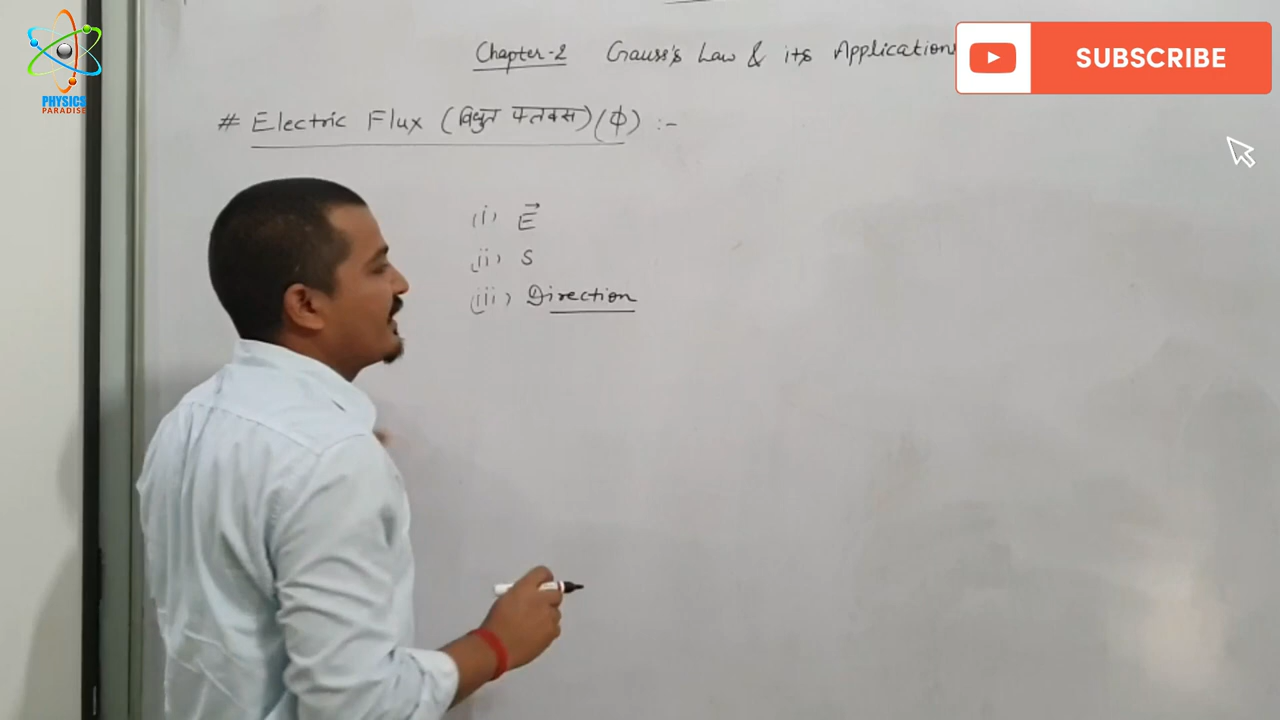 Chapter-2 Gauss's Law & its Applications
SUBSCRIBE
PHYSICS
PARADISE
# Electric Flux (विधुत फ्लक्स) (ϕ) :-
(i) E⃗
(ii) S
(iii) Direction